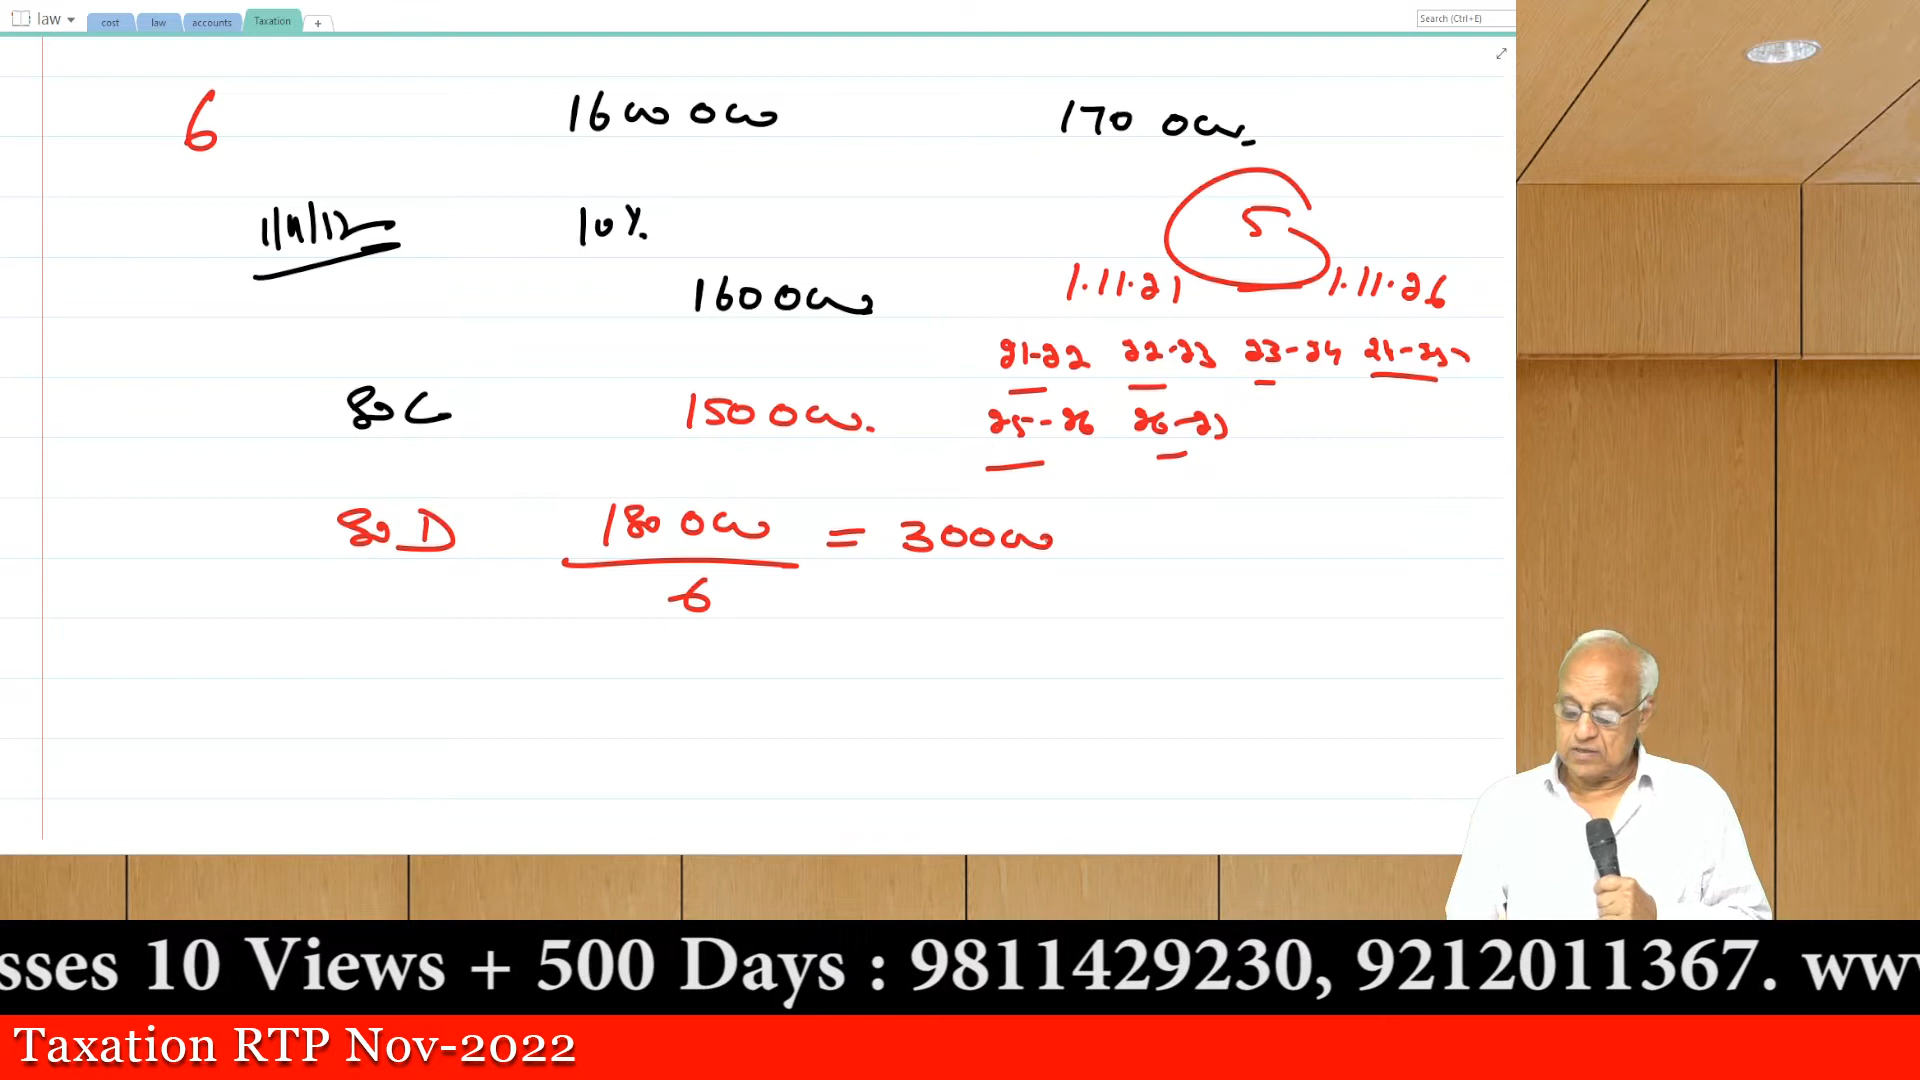 law
cost law accounts Taxation +
Search (Ctrl+E)
6 1600000 170000.
1/4/12 10% 5
160000 1.11.21 1.11.26
21-22 22-23 23-24 24-25
80C 150000. 25-26 26-27
80D 180000 = 30000
6
sses 10 Views + 500 Days : 9811429230, 9212011367. www
Taxation RTP Nov-2022